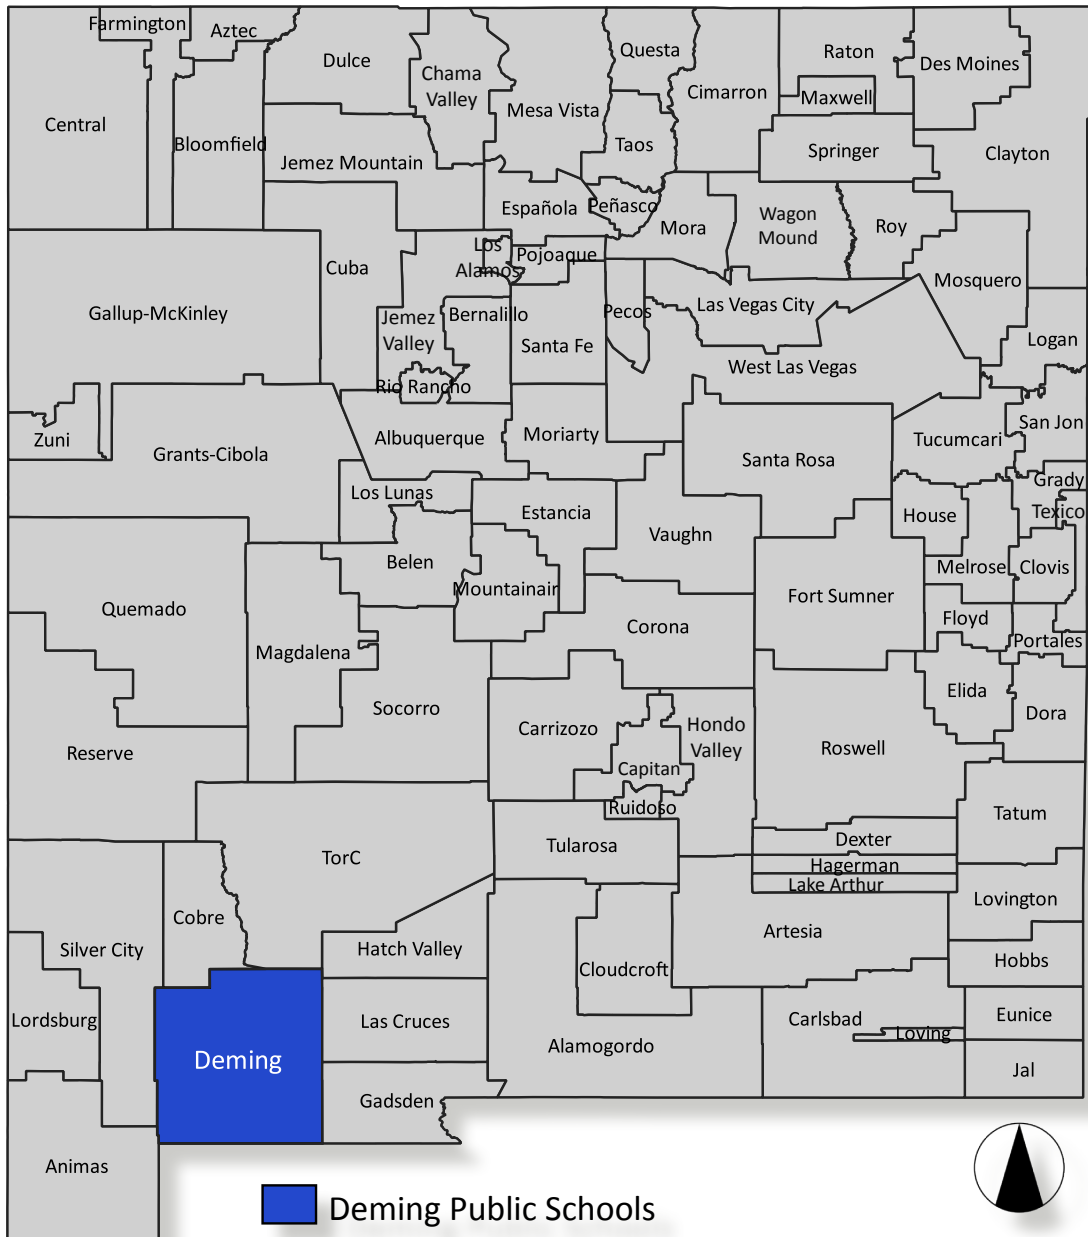 Farmington
Aztec
Dulce
Chama
Valley
Questa
Raton
Des Moines
Mesa Vista
Cimarron
Maxwell
Central
Bloomfield
Jemez Mountain
Taos
Springer
Clayton
Española
Peñasco
Mora
Wagon
Mound
Roy
Los
Alamos
Pojoaque
Cuba
Mosquero
Gallup-McKinley
Jemez
Valley
Bernalillo
Pecos
Las Vegas City
Santa Fe
Logan
West Las Vegas
Rio Rancho
Zuni
Grants-Cibola
Albuquerque
Moriarty
Santa Rosa
Tucumcari
San Jon
Los Lunas
Grady
Estancia
House
Texico
Vaughn
Belen
Mountainair
Melrose
Clovis
Quemado
Fort Sumner
Floyd
Corona
Portales
Magdalena
Elida
Socorro
Dora
Reserve
Carrizozo
Hondo
Valley
Roswell
Capitan
Ruidoso
Tatum
TorC
Tularosa
Dexter
Hagerman
Lake Arthur
Lovington
Cobre
Silver City
Hatch Valley
Artesia
Cloudcroft
Hobbs
Lordsburg
Las Cruces
Carlsbad
Eunice
Loving
Deming
Alamogordo
Jal
Gadsden
Animas
Deming Public Schools